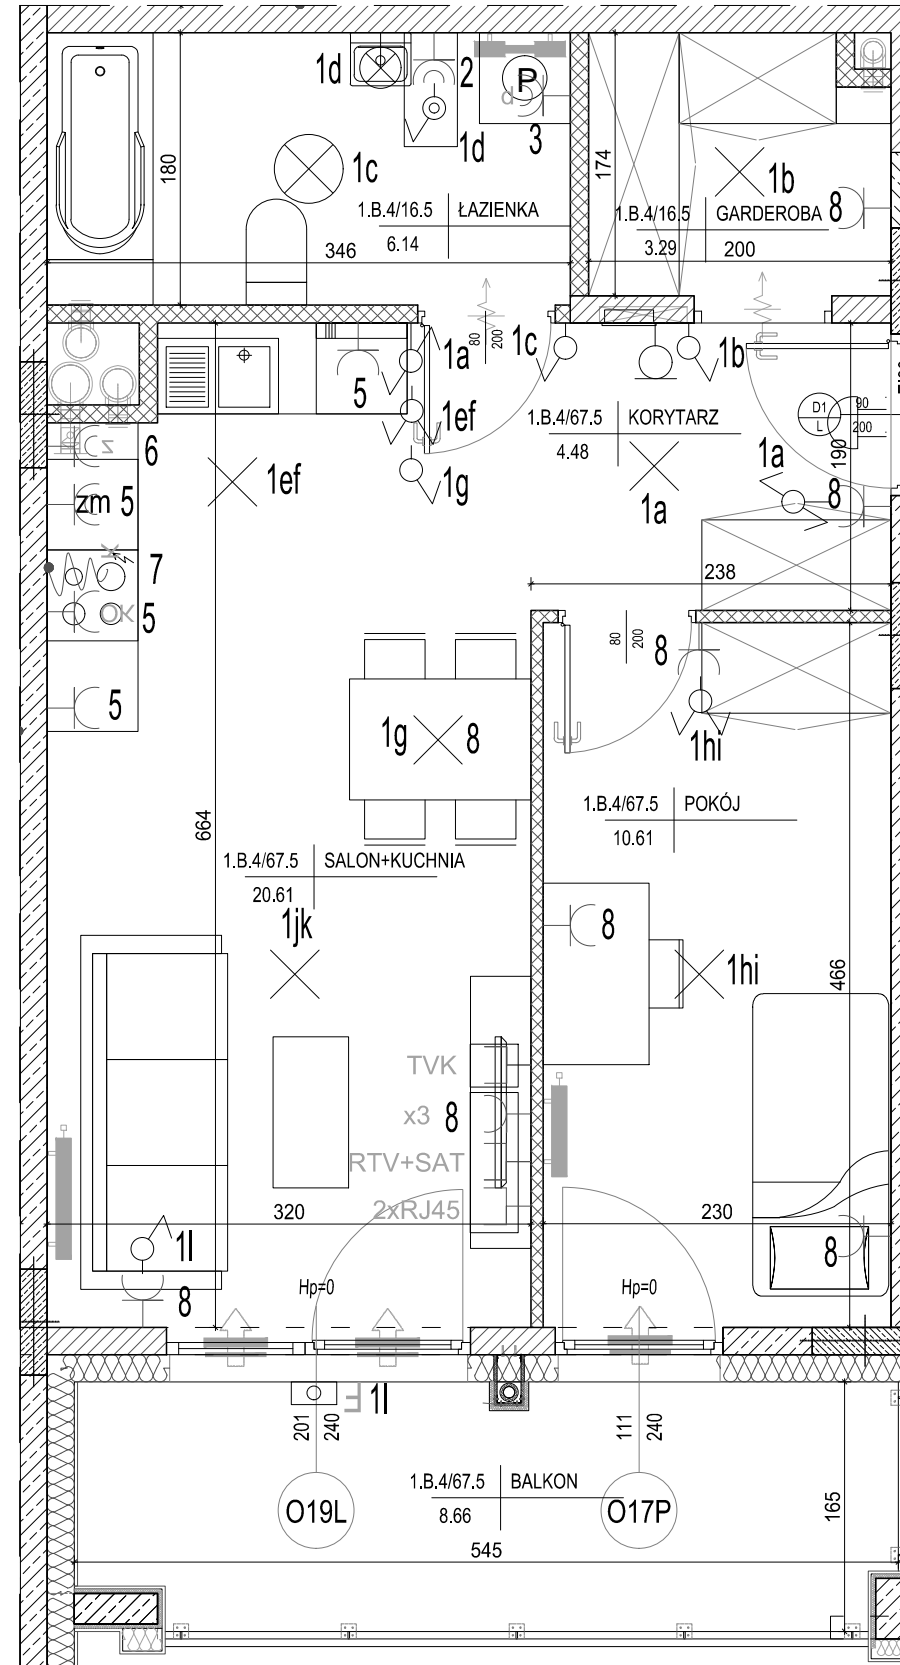 1d
2
P
d
3
1d
1c
180
174
1b
8
1.B.4/16.5 ŁAZIENKA
6.14
1.B.4/16.5 GARDEROBA
3.29
346
200
80
200
1c
1b
1a
5
1ef
1g
1.B.4/67.5 KORYTARZ
4.48
D1
L
90
200
190
6
1ef
1a
1a
8
zm 5
7
OK 5
238
5
80
200
8
1g
8
1hi
664
1.B.4/67.5 POKÓJ
10.61
1.B.4/67.5 SALON+KUCHNIA
20.61
1jk
8
1hi
466
TVK
x3 8
RTV+SAT
2xRJ45
320
230
1l
8
8
Hp=0
Hp=0
1l
201
240
111
240
1.B.4/67.5 BALKON
8.66
O19L
O17P
165
545